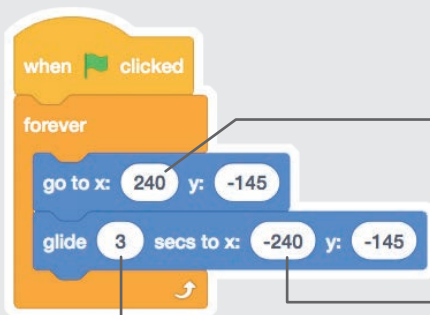 when clicked
forever
go to x: 240 y: -145
glide 3 secs to x: -240 y: -145